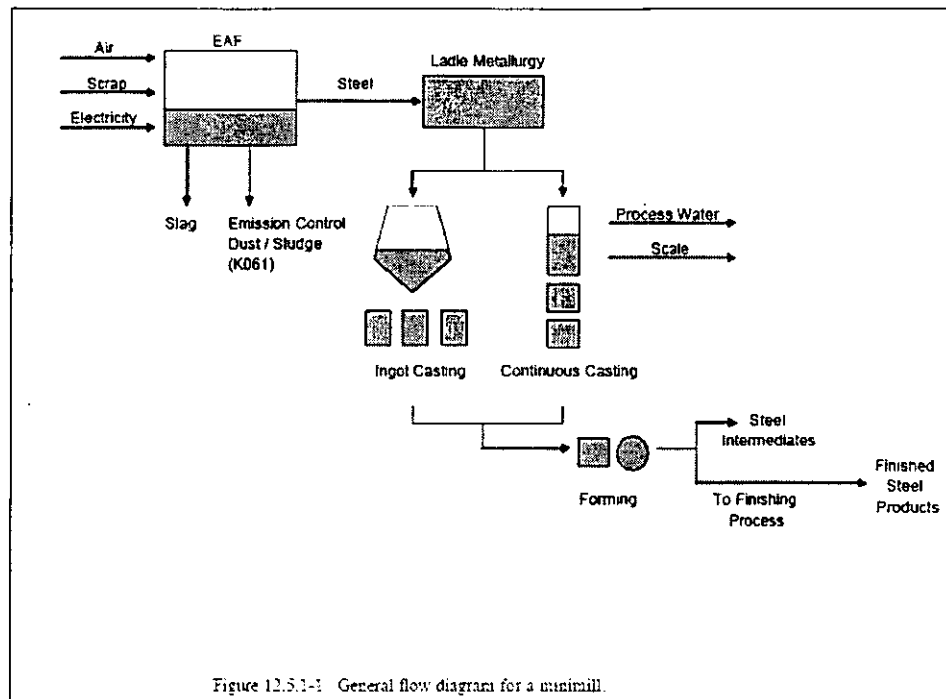 EAF
Air
Scrap
Electricity
Steel
Ladle Metallurgy
Slag
Emission Control
Dust / Sludge
(K061)
Process Water
Scale
Ingot Casting
Continuous Casting
Steel
Intermediates
Forming
To Finishing
Process
Finished
Steel
Products
Figure 12.5.1-1 General flow diagram for a minimill.